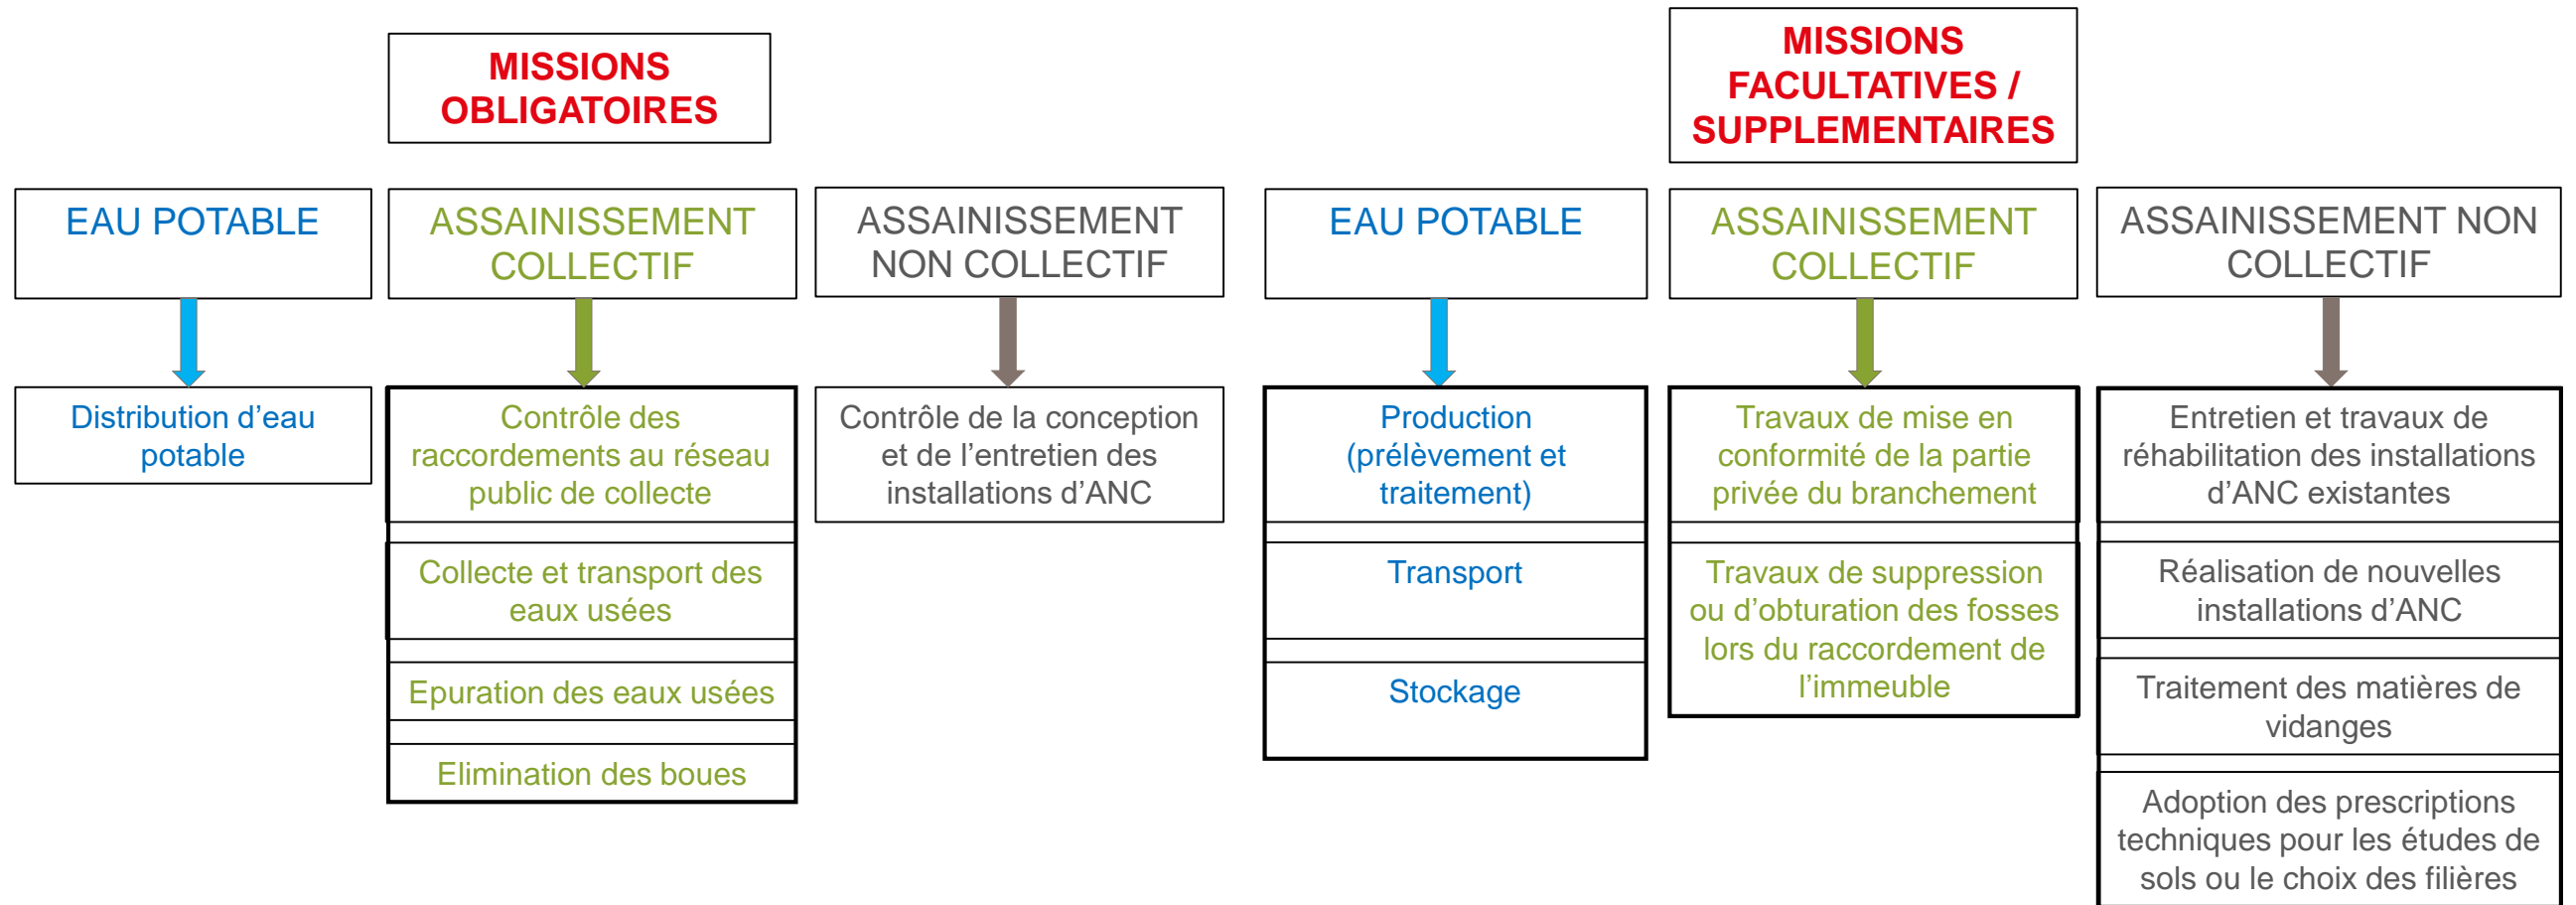 MISSIONS
OBLIGATOIRES
EAU POTABLE
ASSAINISSEMENT
COLLECTIF
ASSAINISSEMENT
NON COLLECTIF
Distribution d’eau
potable
Contrôle des
raccordements au réseau
public de collecte
Collecte et transport des
eaux usées
Epuration des eaux usées
Elimination des boues
Contrôle de la conception
et de l’entretien des
installations d’ANC
MISSIONS
FACULTATIVES /
SUPPLEMENTAIRES
EAU POTABLE
ASSAINISSEMENT
COLLECTIF
ASSAINISSEMENT NON
COLLECTIF
Production
(prélèvement et
traitement)
Transport
Stockage
Travaux de mise en
conformité de la partie
privée du branchement
Travaux de suppression
ou d’obturation des fosses
lors du raccordement de
l’immeuble
Entretien et travaux de
réhabilitation des installations
d’ANC existantes
Réalisation de nouvelles
installations d’ANC
Traitement des matières de
vidanges
Adoption des prescriptions
techniques pour les études de
sols ou le choix des filières